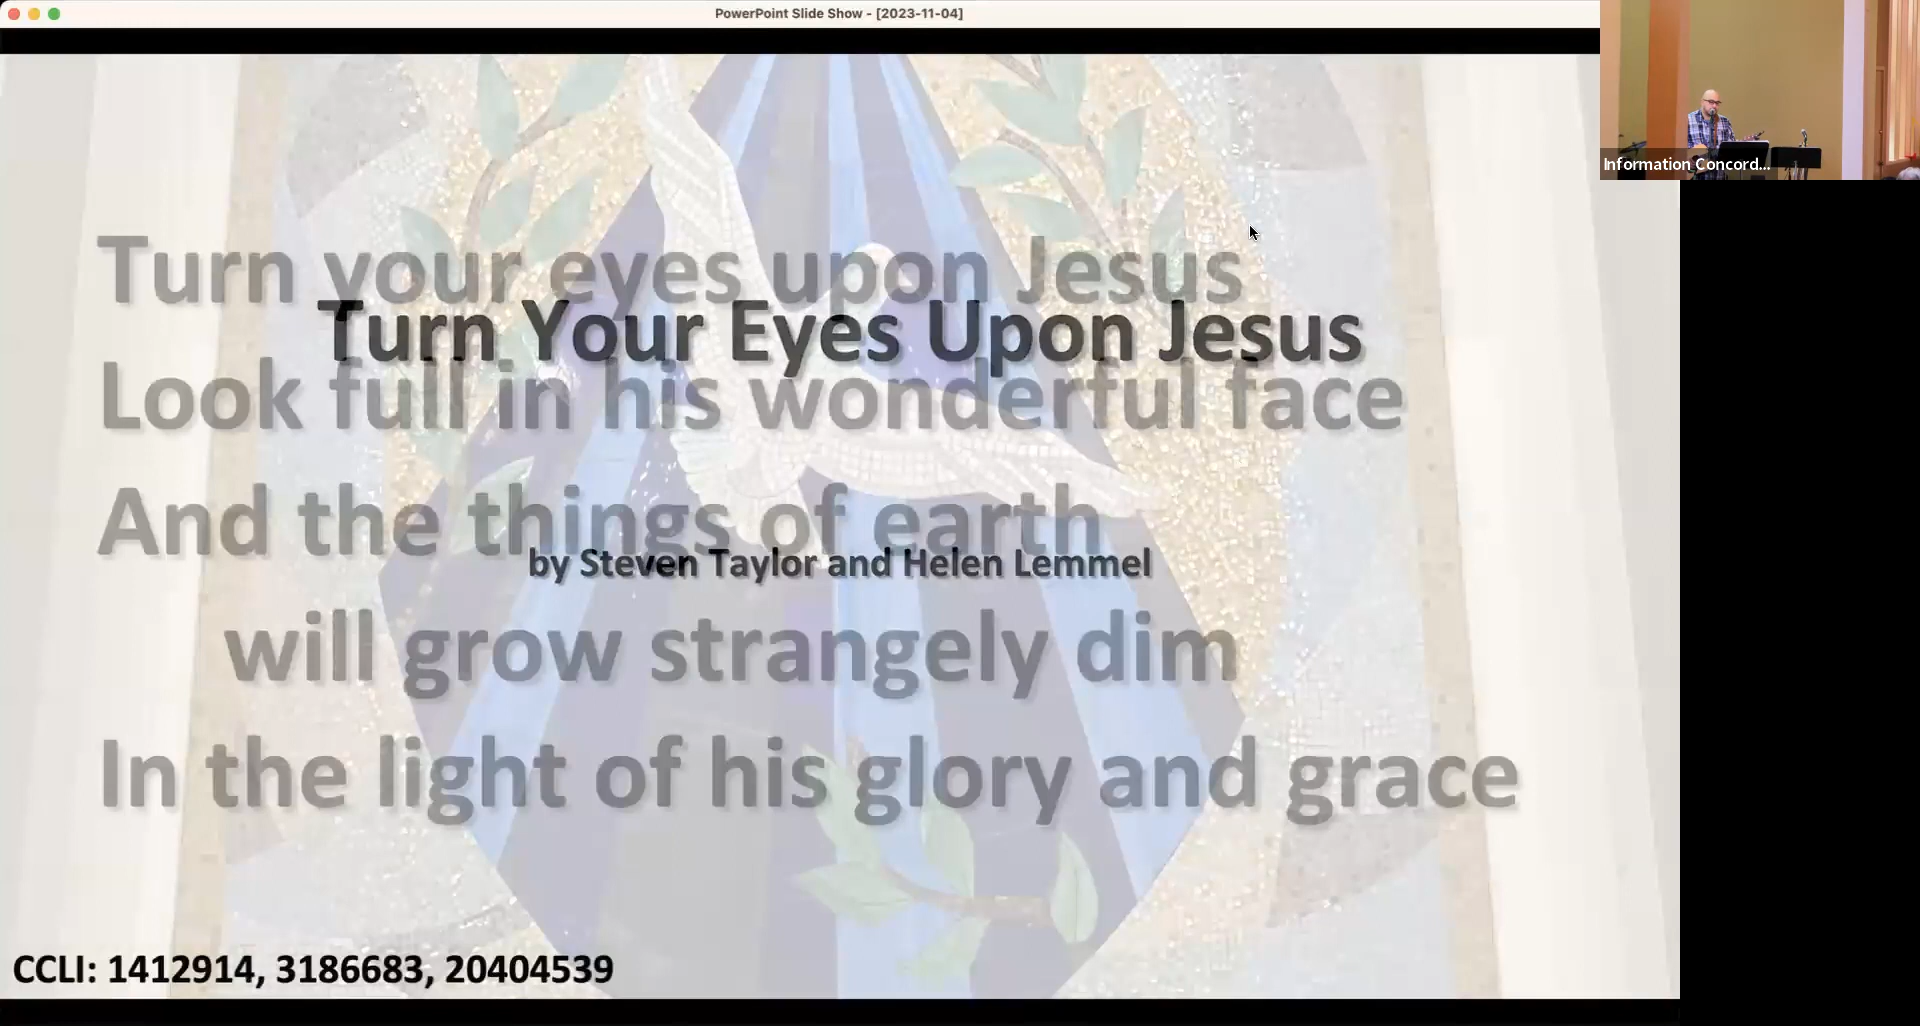 PowerPoint Slide Show - [2023-11-04]
Information Concord...
Turn your eyes upon Jesus
Turn Your Eyes Upon Jesus
Look full in his wonderful face
And the things of earth
by Steven Taylor and Helen Lemmel
will grow strangely dim
In the light of his glory and grace
CCLI: 1412914, 3186683, 20404539